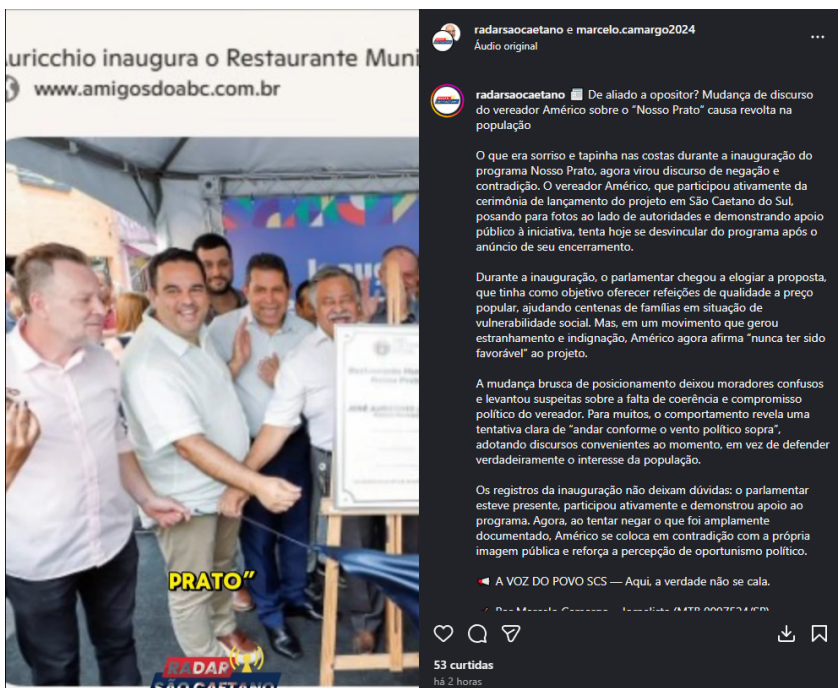 uricchio inaugura o Restaurante Muni
www.amigosdoabc.com.br
PRATO"
RADAR
SÃO CAETANO
radarsaocaetano e marcelo.camargo2024
Áudio original
radarsaocaetano 📰 De aliado a opositor? Mudança de discurso
do vereador Américo sobre o "Nosso Prato" causa revolta na
população
O que era sorriso e tapinha nas costas durante a inauguração do
programa Nosso Prato, agora virou discurso de negação e
contradição. O vereador Américo, que participou ativamente da
cerimônia de lançamento do projeto em São Caetano do Sul,
posando para fotos ao lado de autoridades e demonstrando apoio
público à iniciativa, tenta hoje se desvincular do programa após o
anúncio de seu encerramento.
Durante a inauguração, o parlamentar chegou a elogiar a proposta,
que tinha como objetivo oferecer refeições de qualidade a preço
popular, ajudando centenas de famílias em situação de
vulnerabilidade social. Mas, em um movimento que gerou
estranhamento e indignação, Américo agora afirma "nunca ter sido
favorável" ao projeto.
A mudança brusca de posicionamento deixou moradores confusos
e levantou suspeitas sobre a falta de coerência e compromisso
político do vereador. Para muitos, o comportamento revela uma
tentativa clara de "andar conforme o vento político sopra",
adotando discursos convenientes ao momento, em vez de defender
verdadeiramente o interesse da população.
Os registros da inauguração não deixam dúvidas: o parlamentar
esteve presente, participou ativamente e demonstrou apoio ao
programa. Agora, ao tentar negar o que foi amplamente
documentado, Américo se coloca em contradição com a própria
imagem pública e reforça a percepção de oportunismo político.
📢 A VOZ DO POVO SCS — Aqui, a verdade não se cala.
Por Marcelo Camargo – Jornalista
53 curtidas
há 2 horas